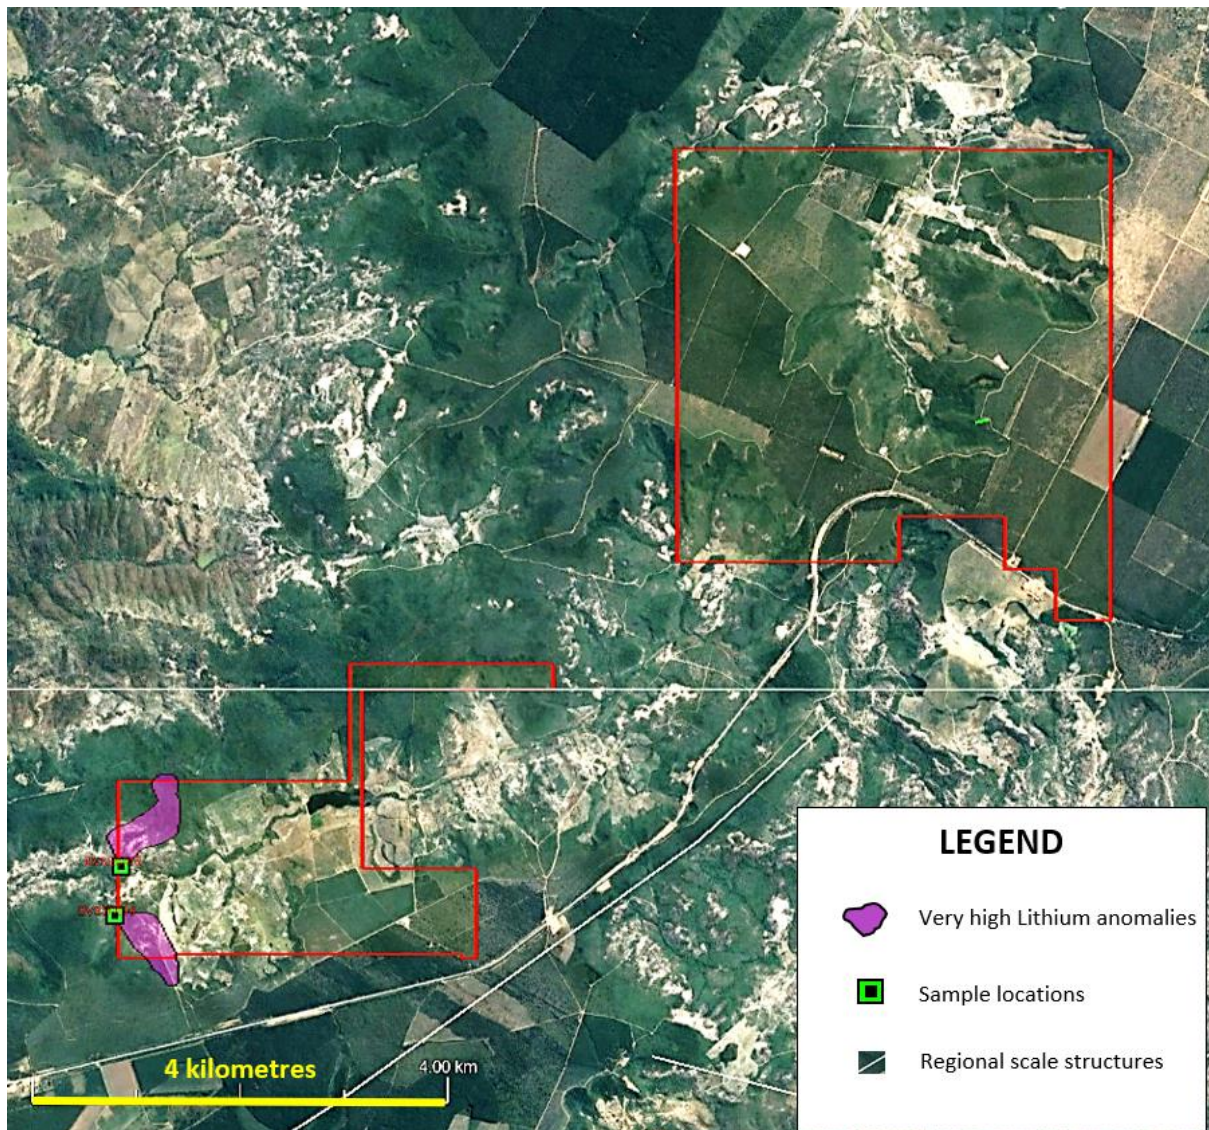 LEGEND
Very high Lithium anomalies
Sample locations
Regional scale structures
4 kilometres
4.00 km